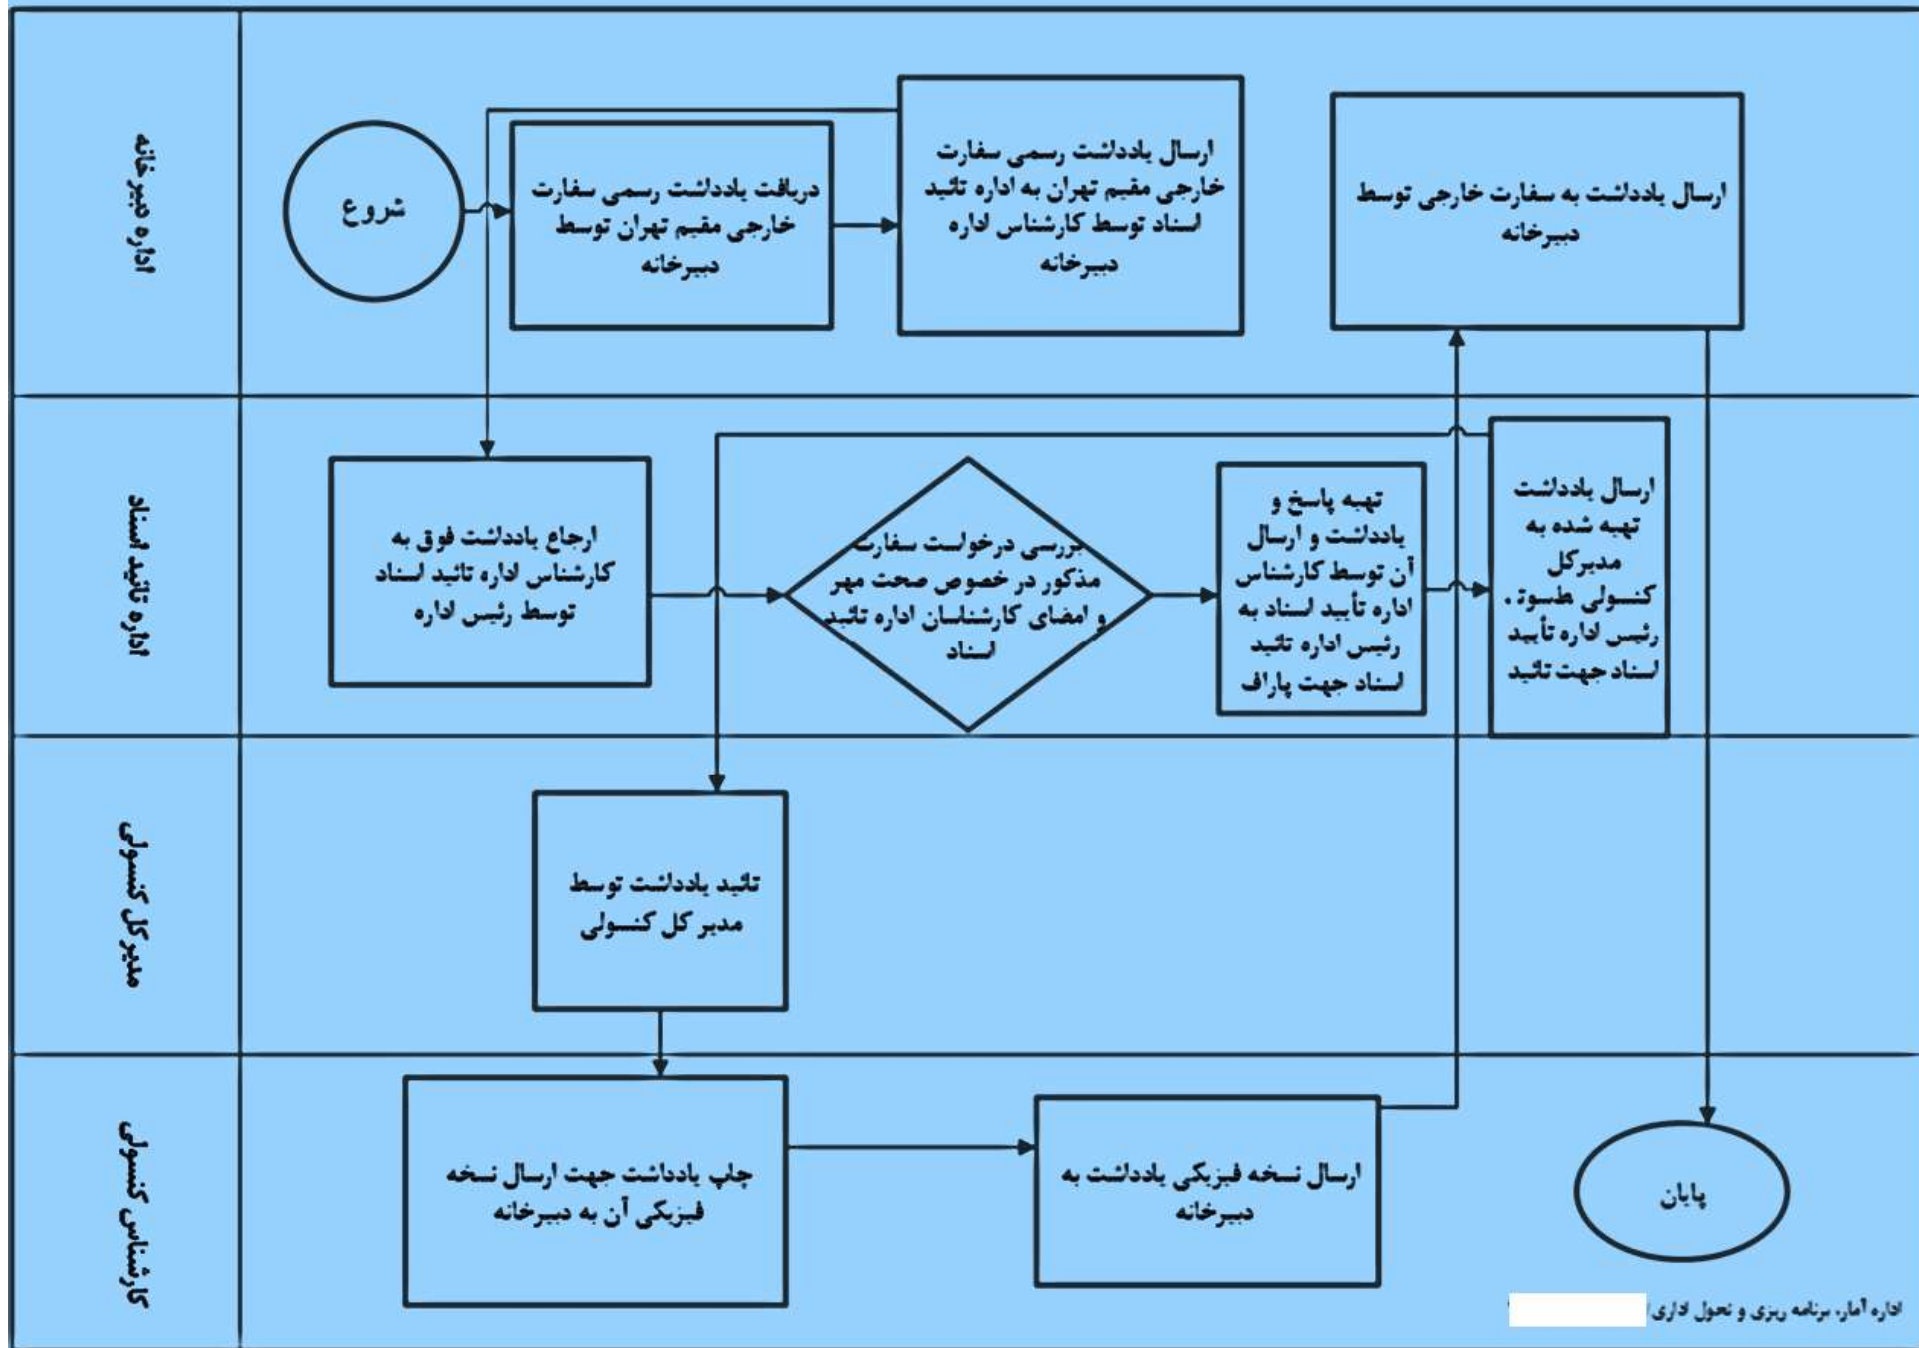 اداره دبیرخانه
شروع
دریافت یادداشت رسمی سفارت
خارجی مقیم تهران توسط
دبیرخانه
ارسال یادداشت رسمی سفارت
خارجی مقیم تهران به اداره تائید
اسناد توسط کارشناس اداره
دبیرخانه
ارسال یادداشت به سفارت خارجی توسط
دبیرخانه
اداره تائید اسناد
ارجاع یادداشت فوق به
کارشناس اداره تائید اسناد
توسط رئیس اداره
بررسی درخواست سفارت
مذکور در خصوص صحت مهر
و امضای کارشناسان اداره تائید
اسناد
تهیه پاسخ و
یادداشت و ارسال
آن توسط کارشناس
اداره تأیید اسناد به
رئیس اداره تائید
اسناد جهت پاراف
ارسال یادداشت
تهیه شده به
مدیرکل
کنسولی
رئیس اداره تأیید
اسناد جهت تائید
مدیر کل کنسولی
تائید یادداشت توسط
مدیر کل کنسولی
کارشناس کنسولی
چاپ یادداشت جهت ارسال نسخه
فیزیکی آن به دبیرخانه
ارسال نسخه فیزیکی یادداشت به
دبیرخانه
پایان
اداره آمار، برنامه ریزی و تحول اداری